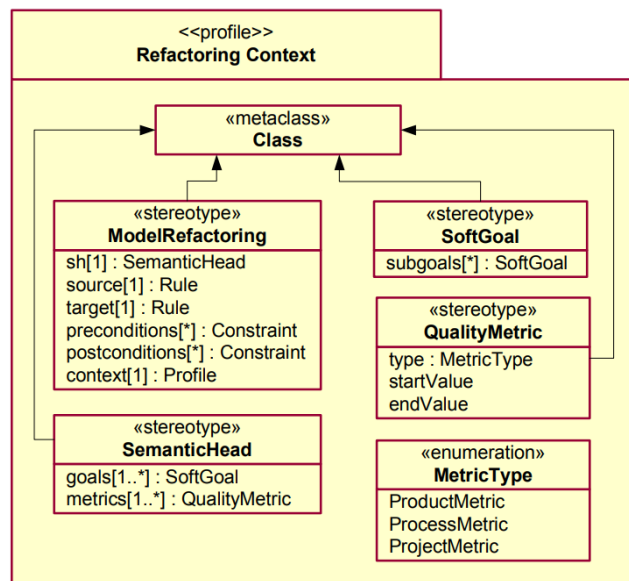 <<profile>>
Refactoring Context
«metaclass»
Class
«stereotype»
ModelRefactoring
sh[1] : SemanticHead
source[1] : Rule
target[1] : Rule
preconditions[*] : Constraint
postconditions[*] : Constraint
context[1] : Profile
«stereotype»
SoftGoal
subgoals[*] : SoftGoal
«stereotype»
QualityMetric
type : MetricType
startValue
endValue
«stereotype»
SemanticHead
goals[1..*] : SoftGoal
metrics[1..*] : QualityMetric
«enumeration»
MetricType
ProductMetric
ProcessMetric
ProjectMetric